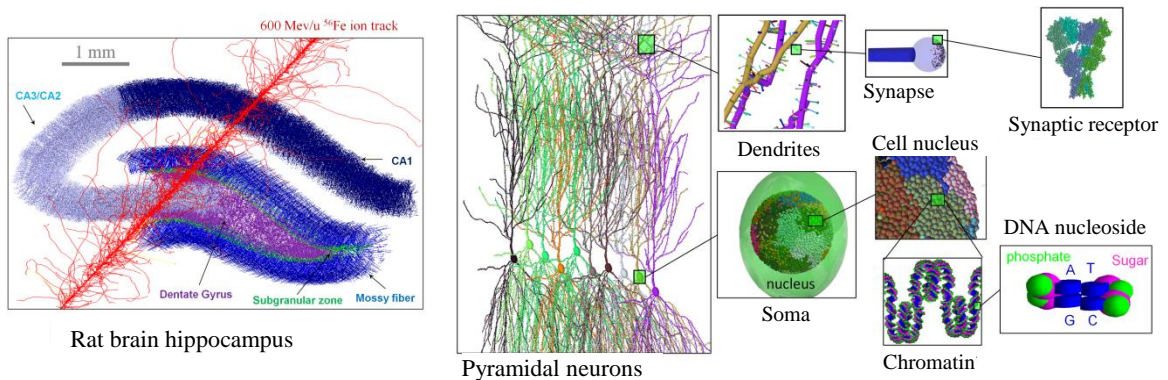 600 Mev/u ⁵⁶Fe ion track
1 mm
CA3/CA2
CA1
Dentate Gyrus
Subgranular zone
Mossy fiber
Rat brain hippocampus
Pyramidal neurons
Dendrites
Synapse
Synaptic receptor
nucleus
Soma
Cell nucleus
Chromatin
DNA nucleoside
phosphate
Sugar
A T
G C